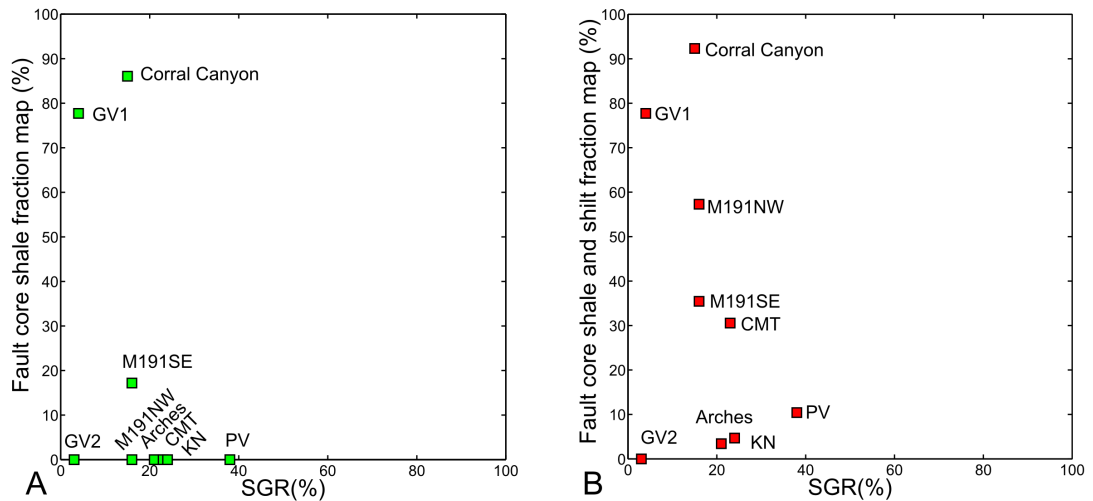 Fault core shale fraction map (%)
100
90
80
70
60
50
40
30
20
10
0
Corral Canyon
GV1
M191SE
GV2
M191NW
Arches
CMT
KN
PV
0 20 40 60 80 100
SGR(%)
A
Fault core shale and shilt fraction map (%)
100
90
80
70
60
50
40
30
20
10
0
Corral Canyon
GV1
M191NW
M191SE
CMT
PV
Arches
KN
GV2
0 20 40 60 80 100
SGR(%)
B